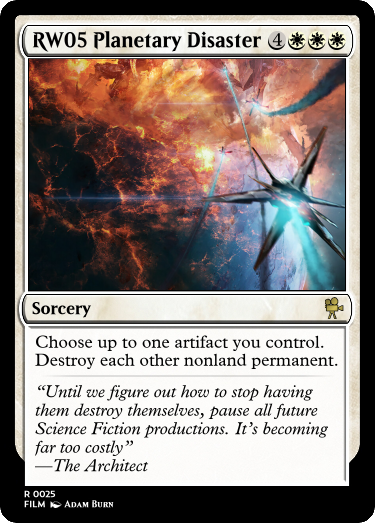 RW05 Planetary Disaster 4
Sorcery
Choose up to one artifact you control.
Destroy each other nonland permanent.
“Until we figure out how to stop having
them destroy themselves, pause all future
Science Fiction productions. It’s becoming
far too costly”
—The Architect
R 0025
FILM Adam Burn